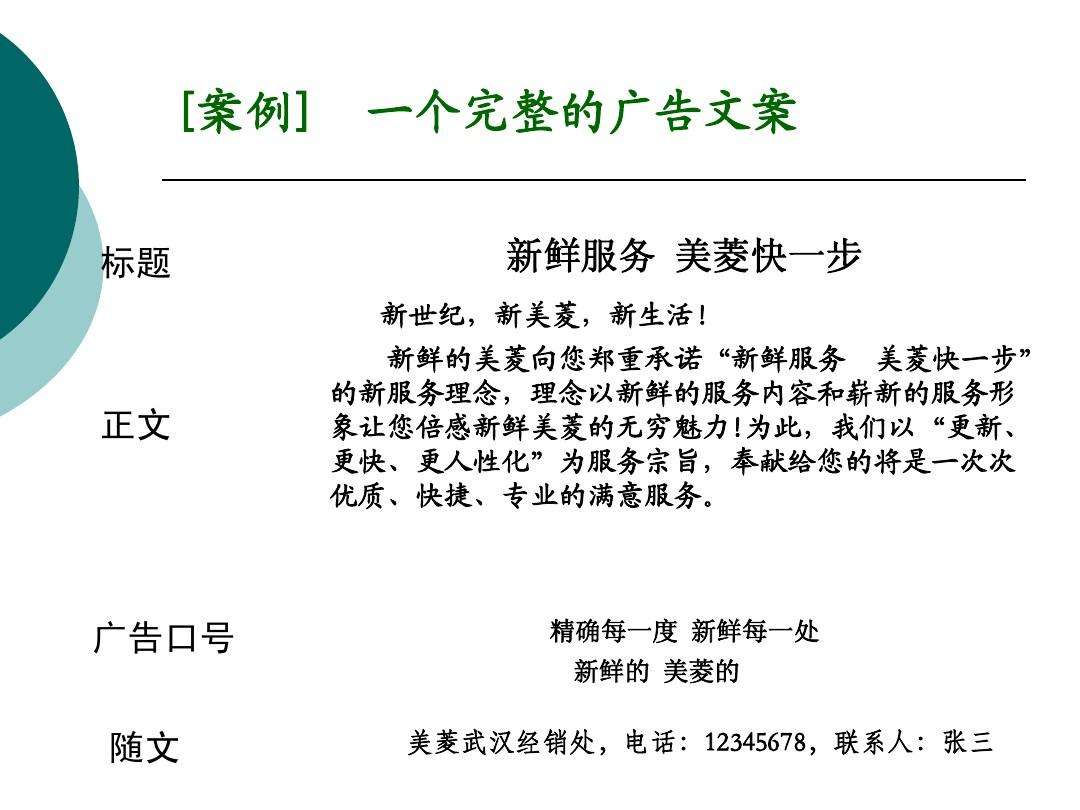 [案例]　一个完整的广告文案
标题
新鲜服务 美菱快一步
新世纪，新美菱，新生活！
正文
新鲜的美菱向您郑重承诺“新鲜服务　美菱快一步”
的新服务理念，理念以新鲜的服务内容和崭新的服务形
象让您倍感新鲜美菱的无穷魅力！为此，我们以“更新、
更快、更人性化”为服务宗旨，奉献给您的将是一次次
优质、快捷、专业的满意服务。
广告口号
精确每一度 新鲜每一处
新鲜的 美菱的
随文
美菱武汉经销处，电话：12345678，联系人：张三